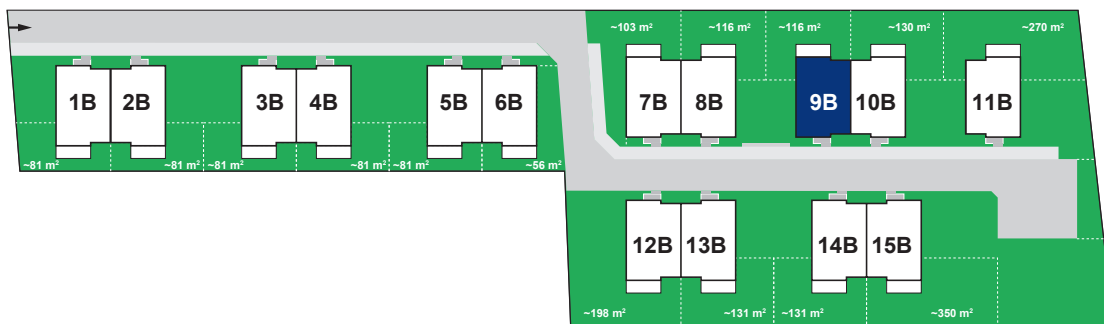 ~103 m²
~116 m²
~116 m²
~130 m²
~270 m²
1B
2B
3B
4B
5B
6B
7B
8B
9B
10B
11B
~81 m²
~81 m²
~81 m²
~81 m²
~81 m²
~56 m²
12B
13B
14B
15B
~198 m²
~131 m²
~131 m²
~350 m²